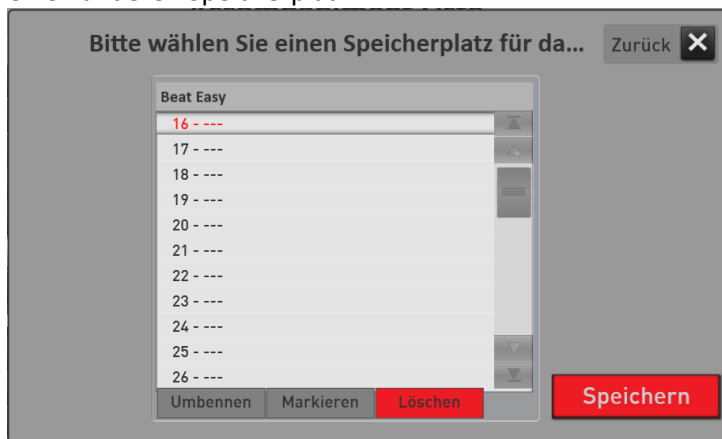 Bitte wählen Sie einen Speicherplatz für da...
Zurück
Beat Easy
16 - ---
17 - ---
18 - ---
19 - ---
20 - ---
21 - ---
22 - ---
23 - ---
24 - ---
25 - ---
26 - ---
Umbennen Markieren Löschen
Speichern